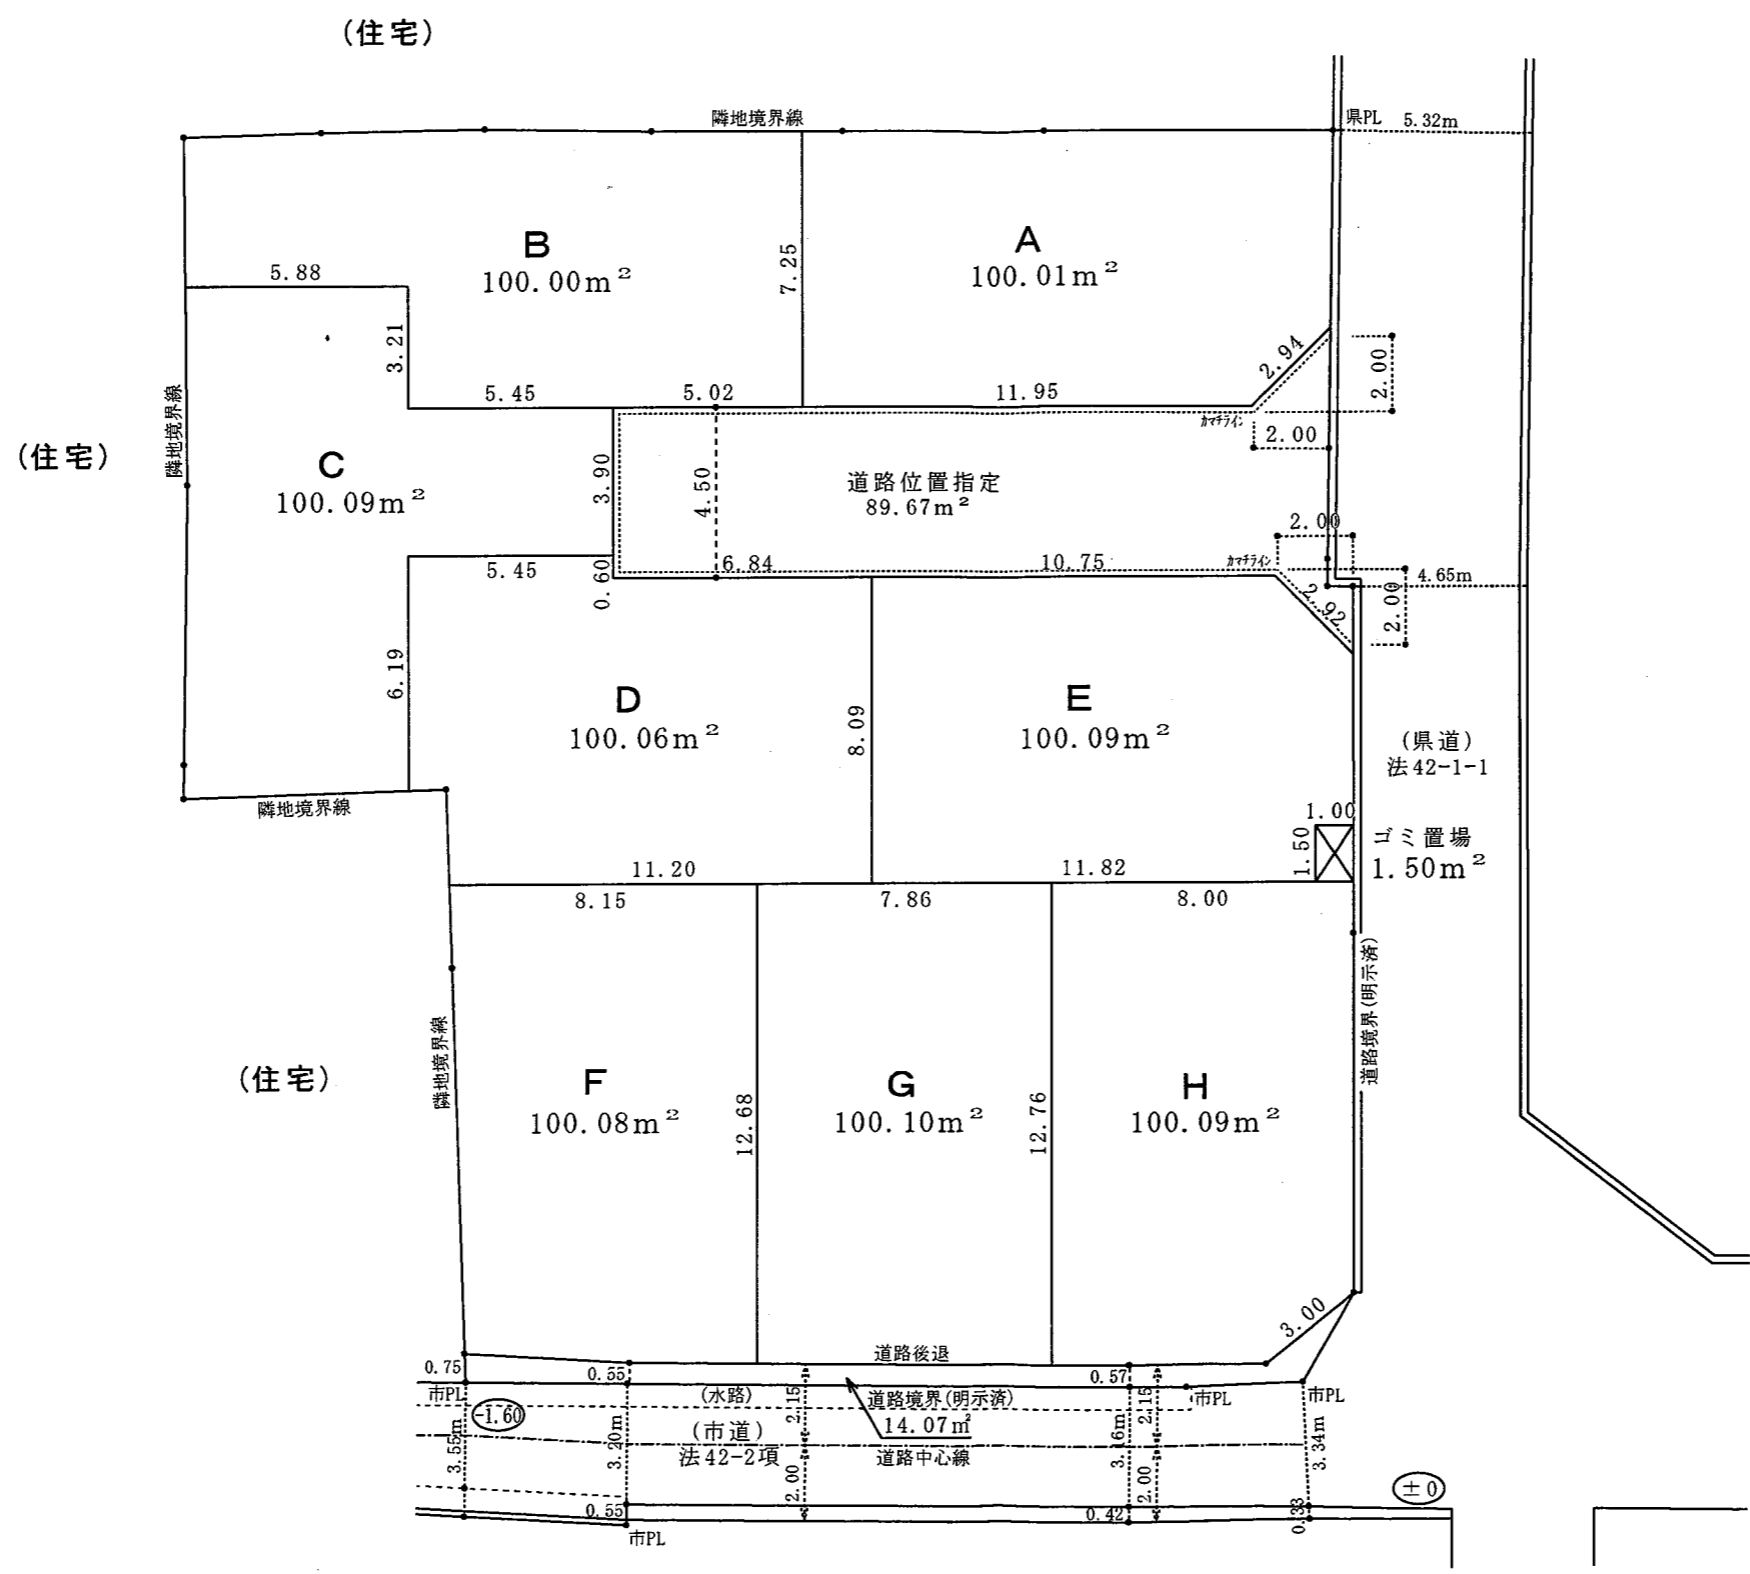 (住宅)
隣地境界線
県PL
5.32m
B
100.00m²
7.25
A
100.01m²
5.88
3.21
2.94
2.00
隣地境界線
5.45
5.02
11.95
カマチライン
2.00
(住宅)
C
100.09m²
3.90
4.50
道路位置指定
89.67m²
2.00
5.45
0.60
6.84
10.75
カマチライン
4.65m
2.92
2.00
6.19
D
100.06m²
8.09
E
100.09m²
(県道)
法42-1-1
隣地境界線
1.00
1.50
ゴミ置場
1.50m²
11.20
11.82
8.15
7.86
8.00
道路境界(明示済)
隣地境界線
(住宅)
F
100.08m²
12.68
G
100.10m²
12.76
H
100.09m²
3.00
道路後退
0.75
0.55
0.57
市PL
(水路)
2.15
道路境界(明示済)
2.15
市PL
市PL
-1.60
(市道)
14.07㎡
3.55m
3.20m
法42-2項
道路中心線
3.16m
3.34m
2.00
2.00
±0
0.55
0.42
0.33
市PL